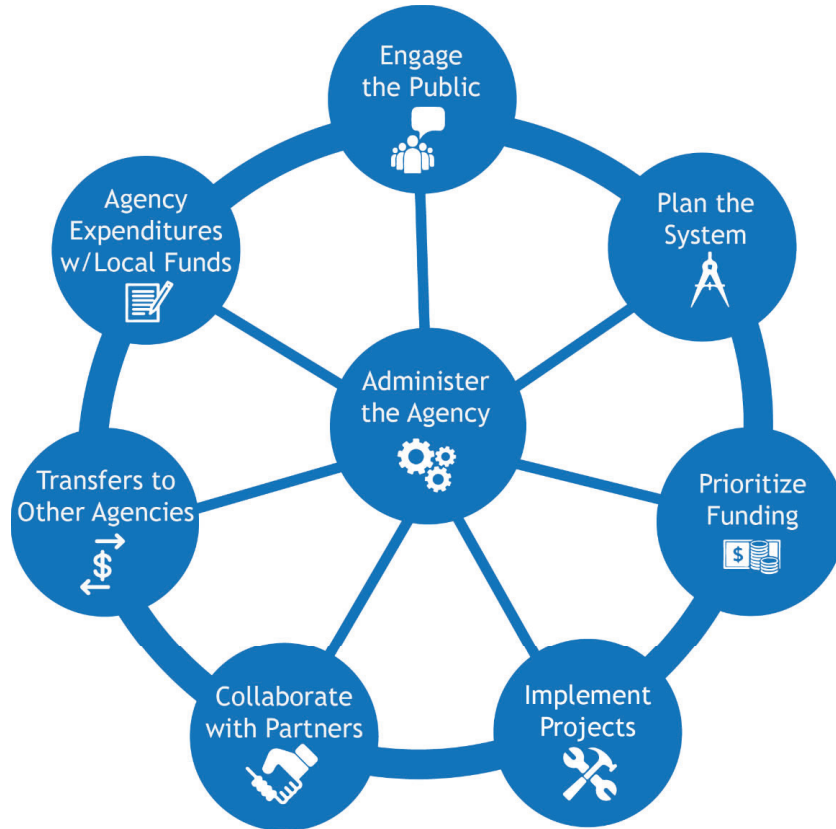 Engage
the Public
Plan the
System
Prioritize
Funding
$
Implement
Projects
Collaborate
with Partners
Transfers to
Other Agencies
$
Agency
Expenditures
w/Local Funds
Administer
the Agency